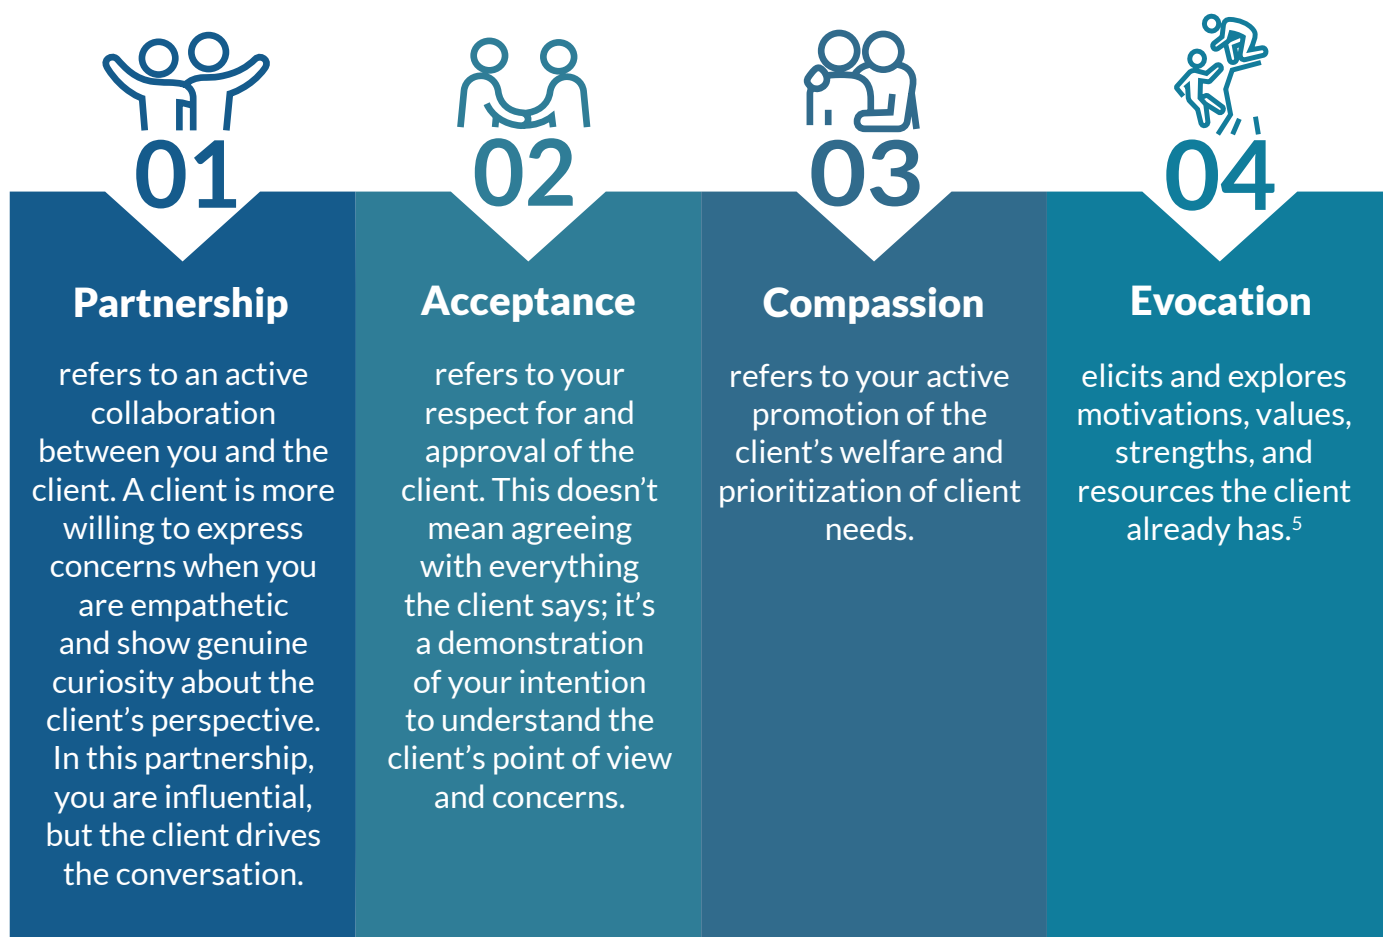 01
Partnership
refers to an active
collaboration
between you and the
client. A client is more
willing to express
concerns when you
are empathetic
and show genuine
curiosity about the
client’s perspective.
In this partnership,
you are influential,
but the client drives
the conversation.
02
Acceptance
refers to your
respect for and
approval of the
client. This doesn’t
mean agreeing
with everything
the client says; it’s
a demonstration
of your intention
to understand the
client’s point of view
and concerns.
03
Compassion
refers to your active
promotion of the
client’s welfare and
prioritization of client
needs.
04
Evocation
elicits and explores
motivations, values,
strengths, and
resources the client
already has.⁵